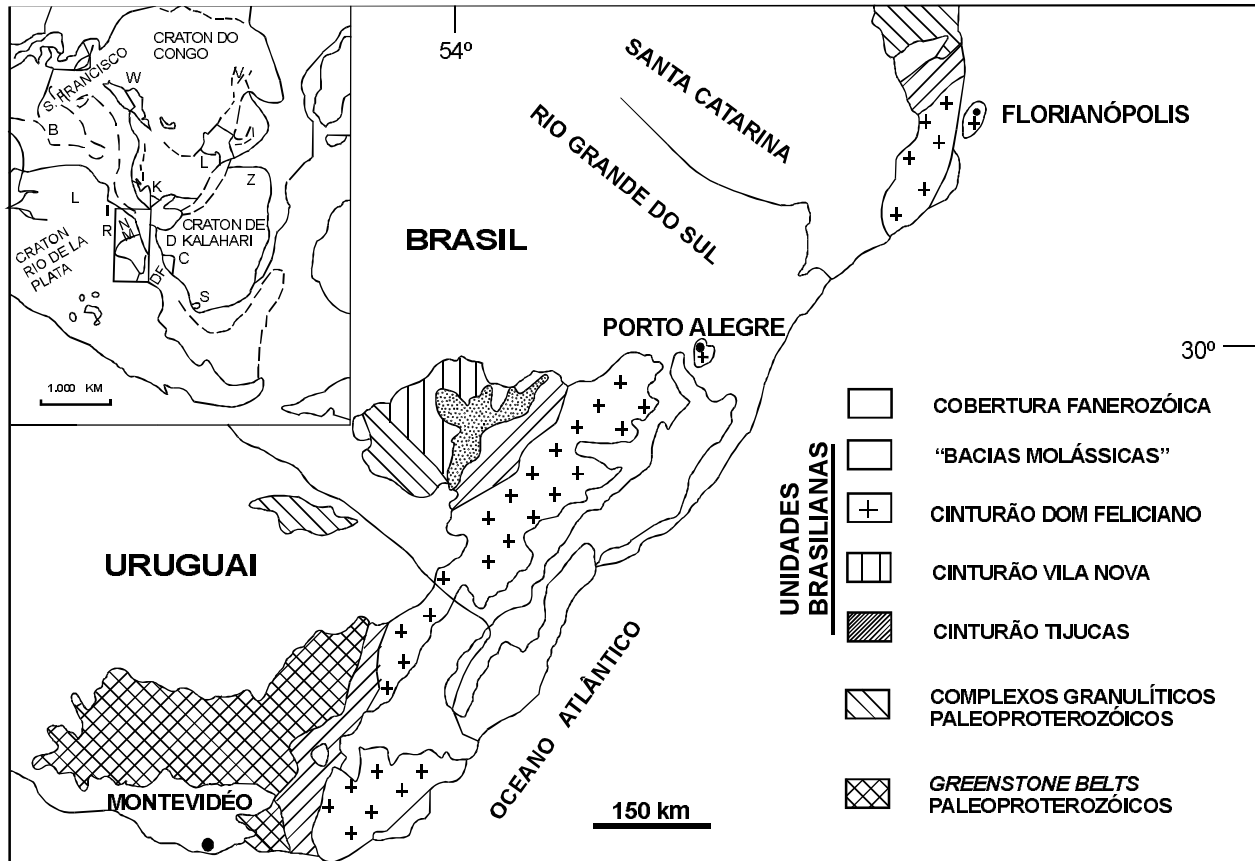 CRATON DO
CONGO
S. FRANCISCO
W
B
L
K
Z
L
I
R
N
M
D
CRATON DE
KALAHARI
C
CRATON
RIO DE LA
PLATA
DF
S
1.000 KM
54º
SANTA CATARINA
RIO GRANDE DO SUL
FLORIANÓPOLIS
BRASIL
PORTO ALEGRE
30º
URUGUAI
OCEANO ATLÂNTICO
MONTEVIDÉO
150 km
COBERTURA FANEROZÓICA
UNIDADES
BRASILIANAS
“BACIAS MOLÁSSICAS”
CINTURÃO DOM FELICIANO
CINTURÃO VILA NOVA
CINTURÃO TIJUCAS
COMPLEXOS GRANULÍTICOS
PALEOPROTEROZÓICOS
GREENSTONE BELTS
PALEOPROTEROZÓICOS